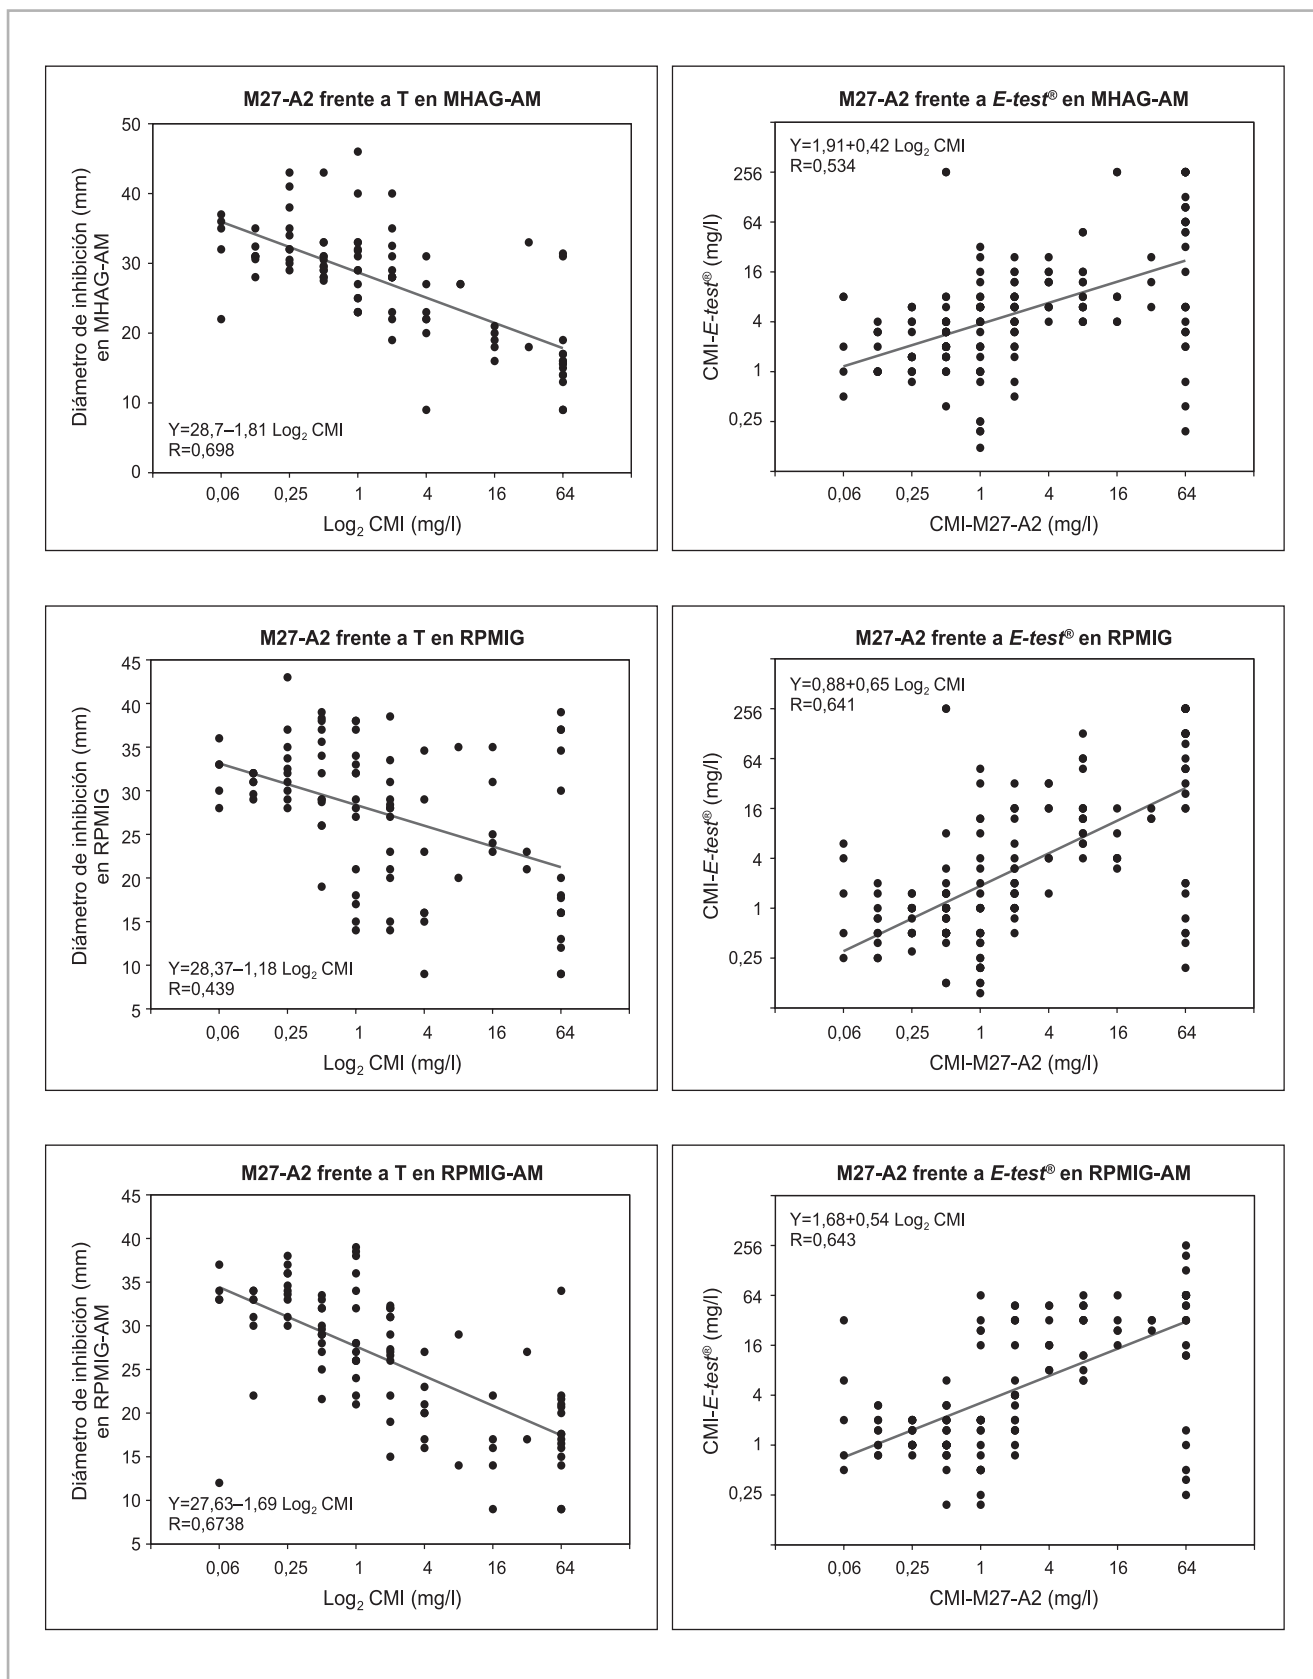 M27-A2 frente a T en MHAG-AM
50
40
30
20
10
0
Diámetro de inhibición (mm)
en MHAG-AM
Y=28,7–1,81 Log₂ CMI
R=0,698
0,06 0,25 1 4 16 64
Log₂ CMI (mg/l)
M27-A2 frente a E-test® en MHAG-AM
Y=1,91+0,42 Log₂ CMI
R=0,534
256
64
16
4
1
0,25
CMI-E-test® (mg/l)
0,06 0,25 1 4 16 64
CMI-M27-A2 (mg/l)
M27-A2 frente a T en RPMIG
45
40
35
30
25
20
15
10
5
Diámetro de inhibición (mm)
en RPMIG
Y=28,37–1,18 Log₂ CMI
R=0,439
0,06 0,25 1 4 16 64
Log₂ CMI (mg/l)
M27-A2 frente a E-test® en RPMIG
Y=0,88+0,65 Log₂ CMI
R=0,641
256
64
16
4
1
0,25
CMI-E-test® (mg/l)
0,06 0,25 1 4 16 64
CMI-M27-A2 (mg/l)
M27-A2 frente a T en RPMIG-AM
45
40
35
30
25
20
15
10
5
Diámetro de inhibición (mm)
en RPMIG-AM
Y=27,63–1,69 Log₂ CMI
R=0,6738
0,06 0,25 1 4 16 64
Log₂ CMI (mg/l)
M27-A2 frente a E-test® en RPMIG-AM
Y=1,68+0,54 Log₂ CMI
R=0,643
256
64
16
4
1
0,25
CMI-E-test® (mg/l)
0,06 0,25 1 4 16 64
CMI-M27-A2 (mg/l)